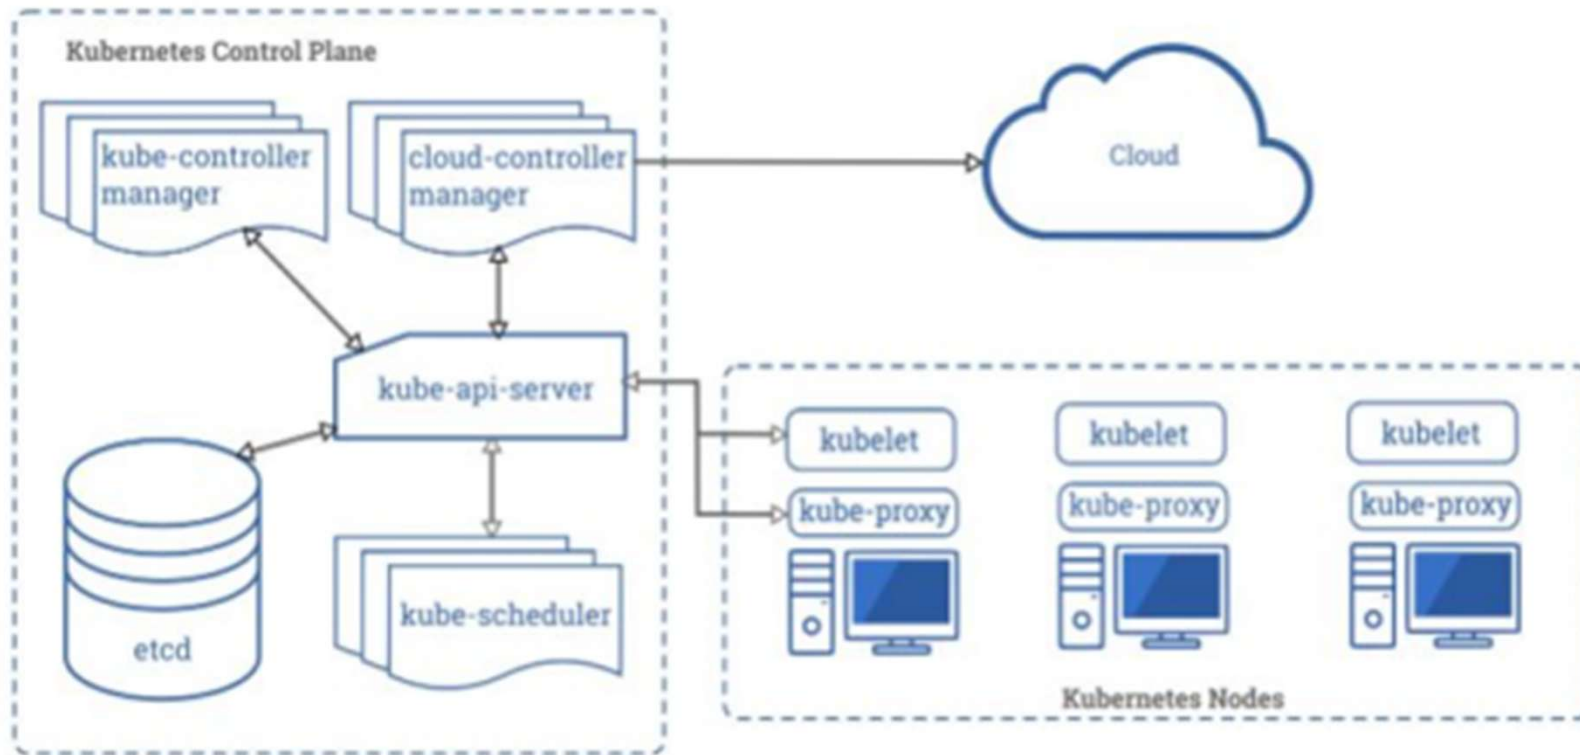 Kubernetes Control Plane
kube-controller
manager
cloud-controller
manager
Cloud
kube-api-server
kubelet
kubelet
kubelet
kube-proxy
kube-proxy
kube-proxy
etcd
kube-scheduler
Kubernetes Nodes